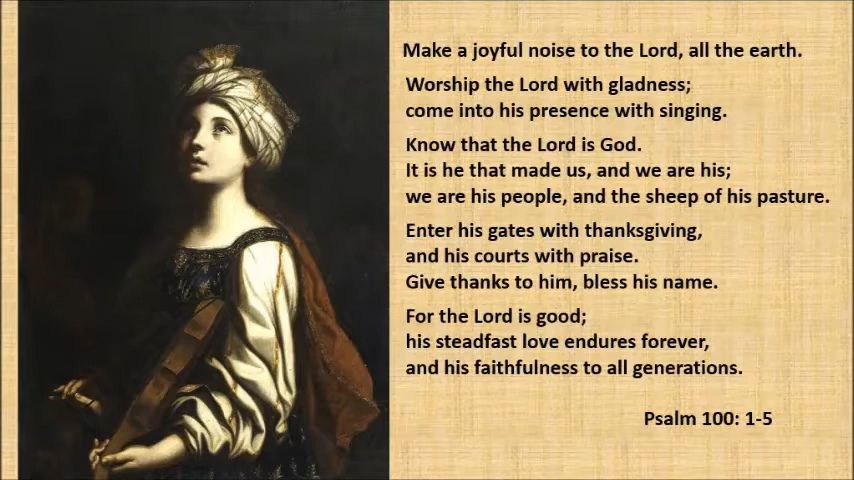 Make a joyful noise to the Lord, all the earth.
Worship the Lord with gladness;
come into his presence with singing.
Know that the Lord is God.
It is he that made us, and we are his;
we are his people, and the sheep of his pasture.
Enter his gates with thanksgiving,
and his courts with praise.
Give thanks to him, bless his name.
For the Lord is good;
his steadfast love endures forever,
and his faithfulness to all generations.
Psalm 100: 1-5